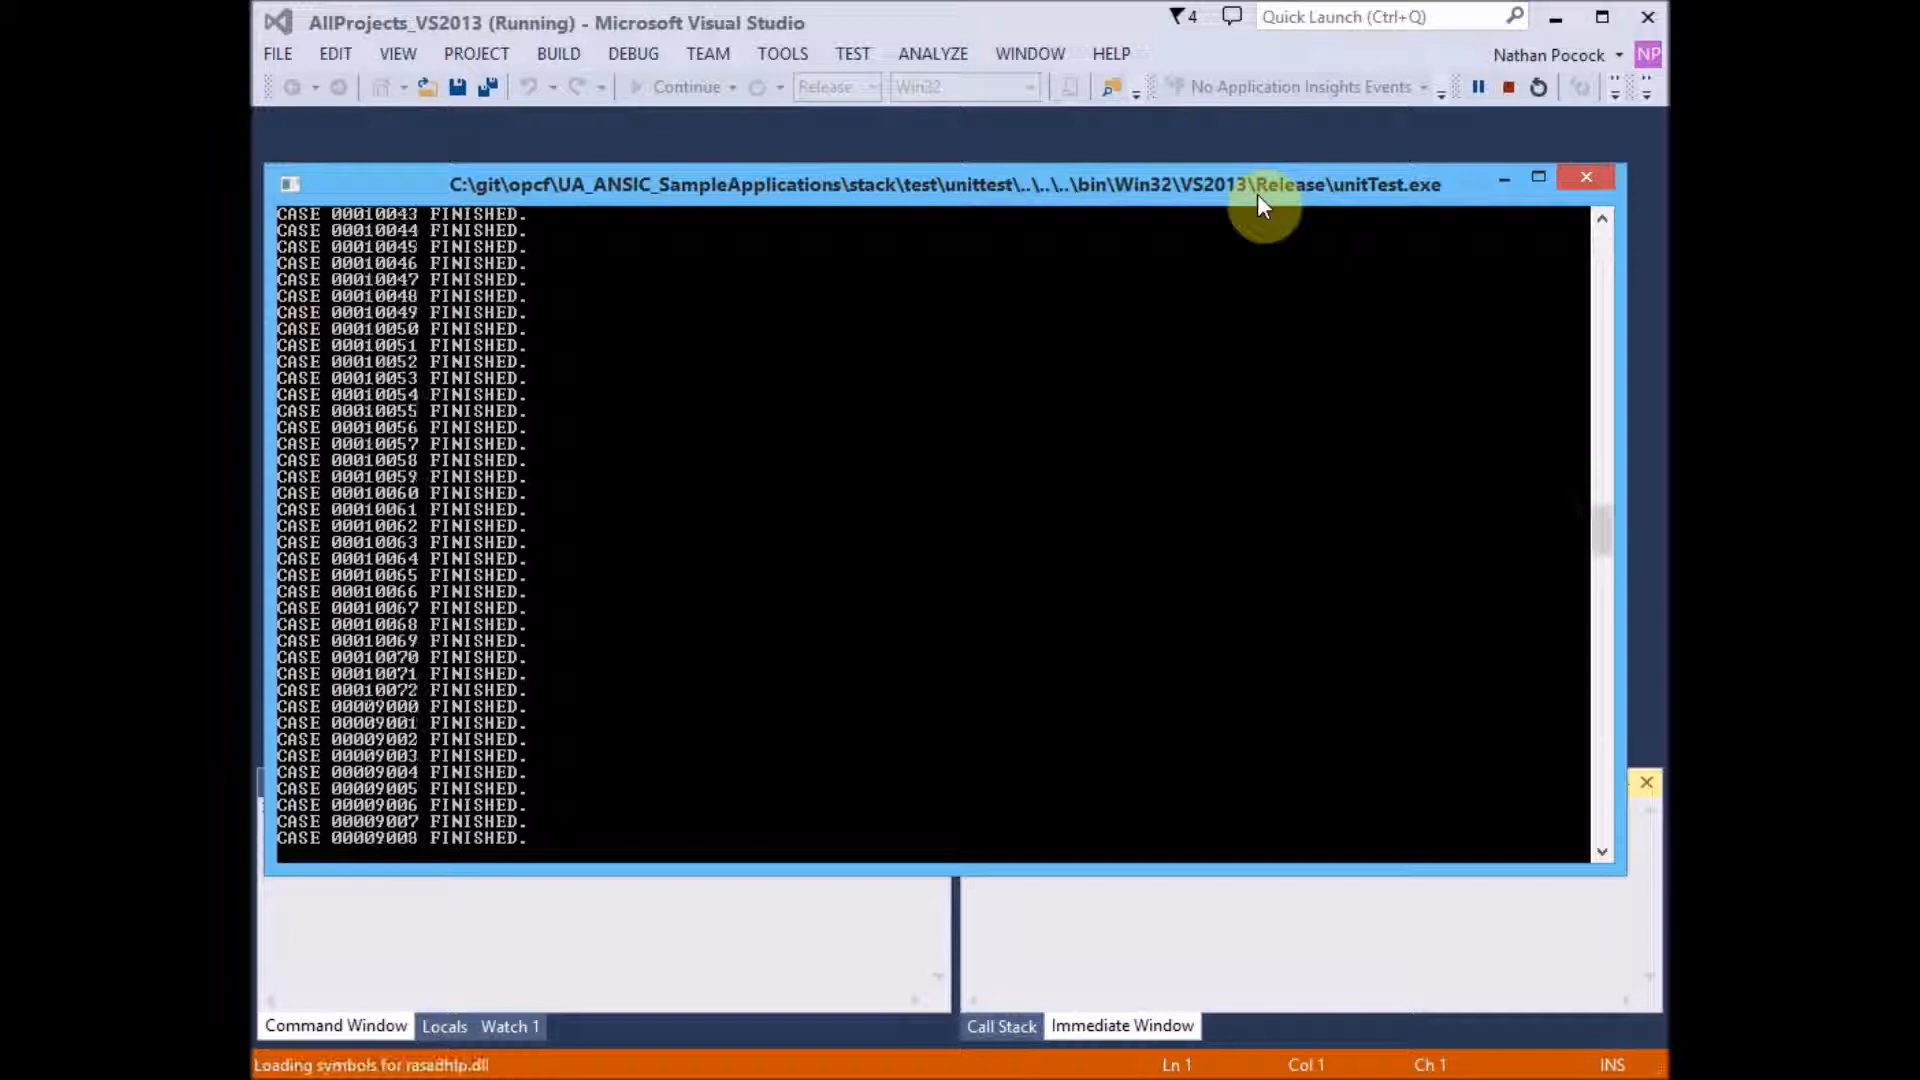 AllProjects_VS2013 (Running) - Microsoft Visual Studio
4
Quick Launch (Ctrl+Q)
FILE EDIT VIEW PROJECT BUILD DEBUG TEAM TOOLS TEST ANALYZE WINDOW HELP
Nathan Pocock NP
Continue Release Win32 No Application Insights Events
C:\git\opcf\UA_ANSIC_SampleApplications\stack\test\unittest\..\..\..\bin\Win32\VS2013\Release\unitTest.exe
CASE 00010043 FINISHED.
CASE 00010044 FINISHED.
CASE 00010045 FINISHED.
CASE 00010046 FINISHED.
CASE 00010047 FINISHED.
CASE 00010048 FINISHED.
CASE 00010049 FINISHED.
CASE 00010050 FINISHED.
CASE 00010051 FINISHED.
CASE 00010052 FINISHED.
CASE 00010053 FINISHED.
CASE 00010054 FINISHED.
CASE 00010055 FINISHED.
CASE 00010056 FINISHED.
CASE 00010057 FINISHED.
CASE 00010058 FINISHED.
CASE 00010059 FINISHED.
CASE 00010060 FINISHED.
CASE 00010061 FINISHED.
CASE 00010062 FINISHED.
CASE 00010063 FINISHED.
CASE 00010064 FINISHED.
CASE 00010065 FINISHED.
CASE 00010066 FINISHED.
CASE 00010067 FINISHED.
CASE 00010068 FINISHED.
CASE 00010069 FINISHED.
CASE 00010070 FINISHED.
CASE 00010071 FINISHED.
CASE 00010072 FINISHED.
CASE 00009000 FINISHED.
CASE 00009001 FINISHED.
CASE 00009002 FINISHED.
CASE 00009003 FINISHED.
CASE 00009004 FINISHED.
CASE 00009005 FINISHED.
CASE 00009006 FINISHED.
CASE 00009007 FINISHED.
CASE 00009008 FINISHED.
Command Window Locals Watch 1
Call Stack Immediate Window
Loading symbols for rasadhlp.dll
Ln 1 Col 1 Ch 1 INS